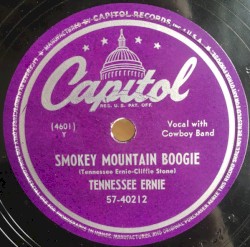 CAPITOL RECORDS INC.
Capitol
REG. U.S. PAT. OFF.
[4601]
Y
Vocal with
Cowboy Band
SMOKEY MOUNTAIN BOOGIE
(Tennessee Ernie-Cliffie Stone)
TENNESSEE ERNIE
57-40212